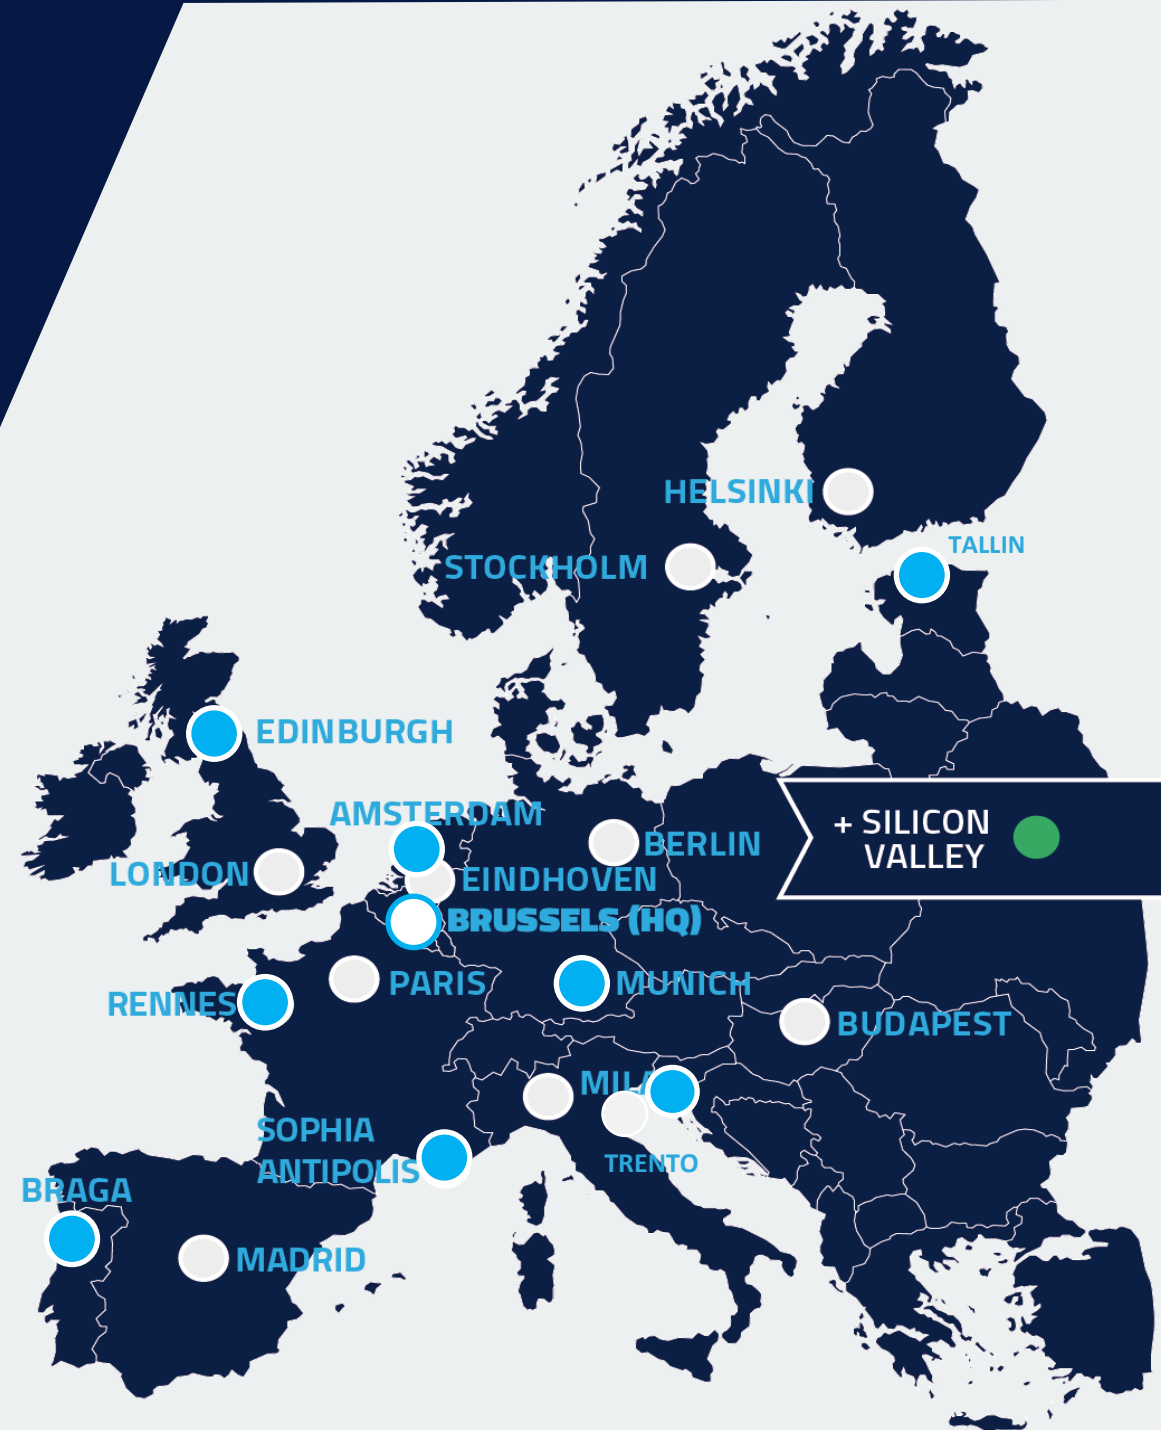 HELSINKI
TALLIN
STOCKHOLM
EDINBURGH
AMSTERDAM
+ SILICON
VALLEY
BERLIN
LONDON
EINDHOVEN
BRUSSELS (HQ)
PARIS
MUNICH
RENNES
BUDAPEST
MILA
SOPHIA
ANTIPOLIS
TRENTO
BRAGA
MADRID